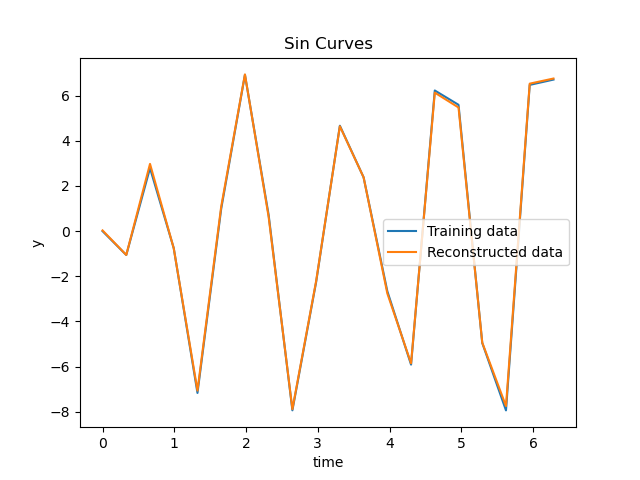 Sin Curves
6
4
2
0
−2
−4
−6
−8
y
Training data
Reconstructed data
0 1 2 3 4 5 6
time